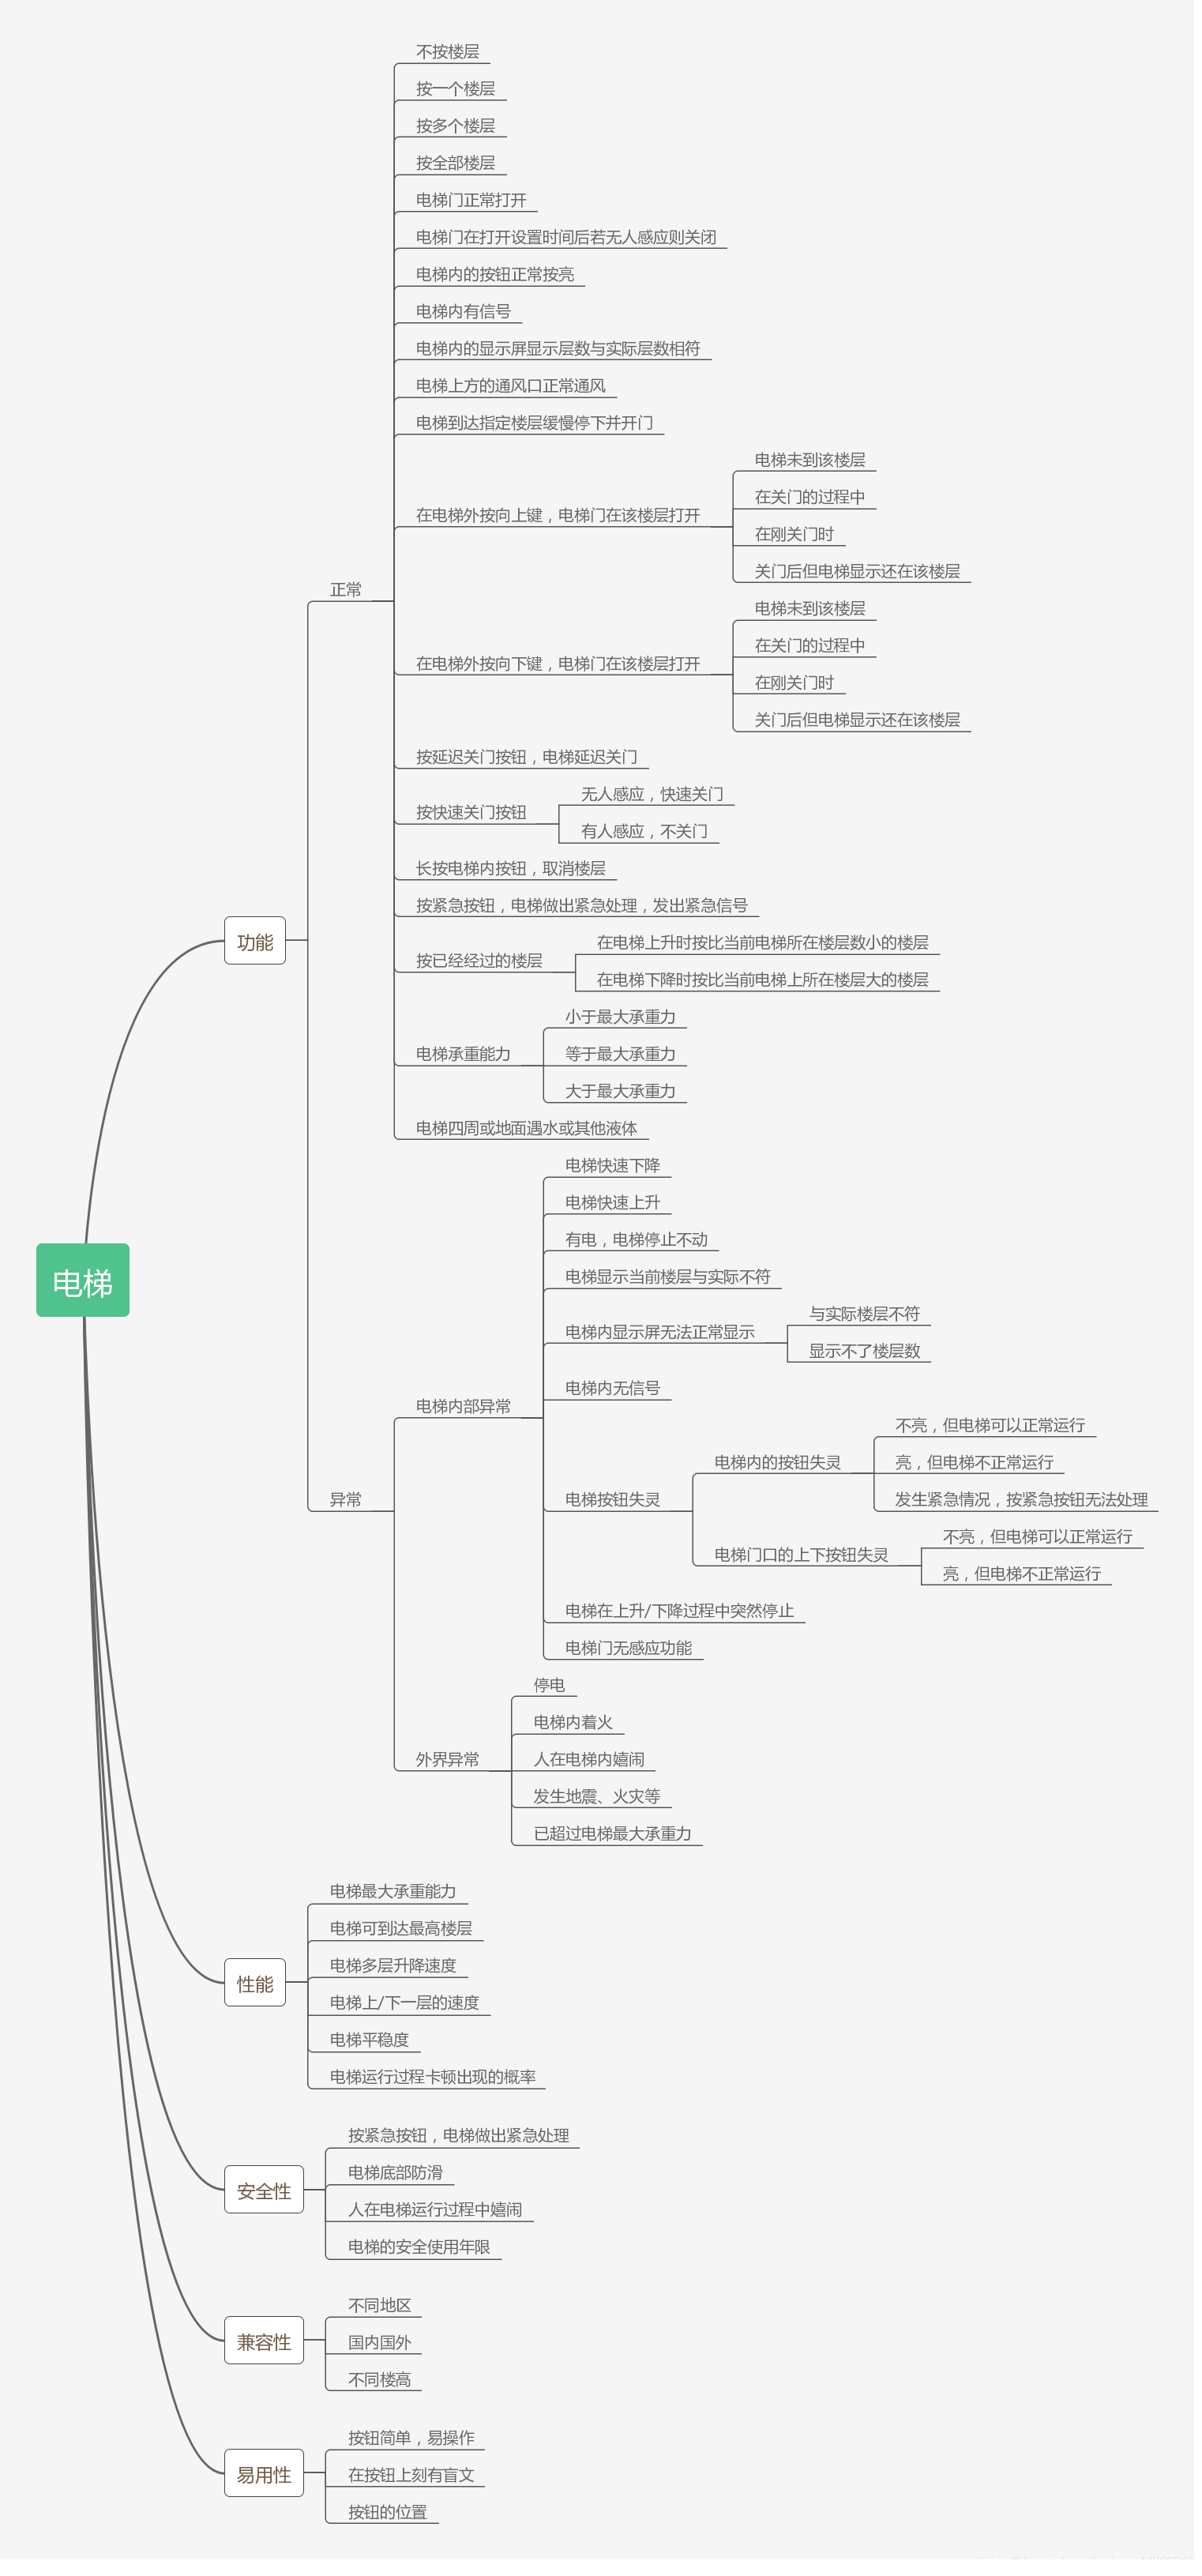 不按楼层
按一个楼层
按多个楼层
按全部楼层
电梯门正常打开
电梯门在打开设置时间后若无人感应则关闭
电梯内的按钮正常按亮
电梯内有信号
电梯内的显示屏显示层数与实际层数相符
电梯上方的通风口正常通风
电梯到达指定楼层缓慢停下并开门
电梯未到该楼层
在关门的过程中
在电梯外按向上键，电梯门在该楼层打开
在刚关门时
关门后但电梯显示还在该楼层
正常
电梯未到该楼层
在关门的过程中
在电梯外按向下键，电梯门在该楼层打开
在刚关门时
关门后但电梯显示还在该楼层
按延迟关门按钮，电梯延迟关门
无人感应，快速关门
按快速关门按钮
有人感应，不关门
长按电梯内按钮，取消楼层
按紧急按钮，电梯做出紧急处理，发出紧急信号
功能
在电梯上升时按比当前电梯所在楼层数小的楼层
按已经经过的楼层
在电梯下降时按比当前电梯上所在楼层大的楼层
小于最大承重力
电梯承重能力
等于最大承重力
大于最大承重力
电梯四周或地面遇水或其他液体
电梯快速下降
电梯快速上升
有电，电梯停止不动
电梯
电梯显示当前楼层与实际不符
与实际楼层不符
电梯内显示屏无法正常显示
显示不了楼层数
电梯内无信号
电梯内部异常
不亮，但电梯可以正常运行
电梯内的按钮失灵
亮，但电梯不正常运行
发生紧急情况，按紧急按钮无法处理
异常
电梯按钮失灵
不亮，但电梯可以正常运行
电梯门口的上下按钮失灵
亮，但电梯不正常运行
电梯在上升/下降过程中突然停止
电梯门无感应功能
停电
电梯内着火
外界异常
人在电梯内嬉闹
发生地震、火灾等
已超过电梯最大承重力
电梯最大承重能力
电梯可到达最高楼层
电梯多层升降速度
性能
电梯上/下一层的速度
电梯平稳度
电梯运行过程卡顿出现的概率
按紧急按钮，电梯做出紧急处理
电梯底部防滑
安全性
人在电梯运行过程中嬉闹
电梯的安全使用年限
不同地区
兼容性
国内国外
不同楼高
按钮简单，易操作
易用性
在按钮上刻有盲文
按钮的位置